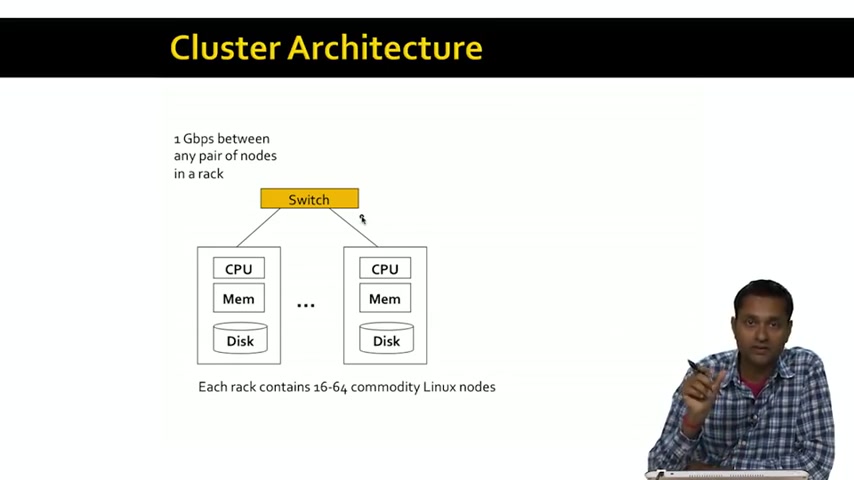 Cluster Architecture
1 Gbps between
any pair of nodes
in a rack
Switch
CPU
CPU
Mem
...
Mem
Disk
Disk
Each rack contains 16-64 commodity Linux nodes